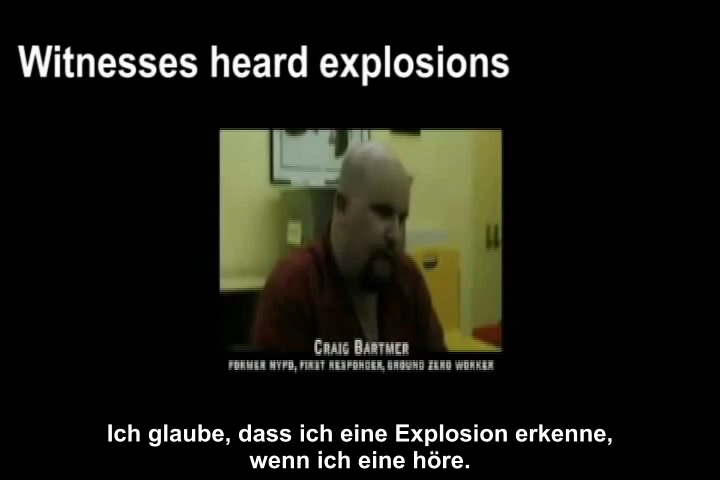 Witnesses heard explosions
CRAIG BARTMER
FORMER NYPD, FIRST RESPONDER, GROUND ZERO WORKER
Ich glaube, dass ich eine Explosion erkenne,
wenn ich eine höre.